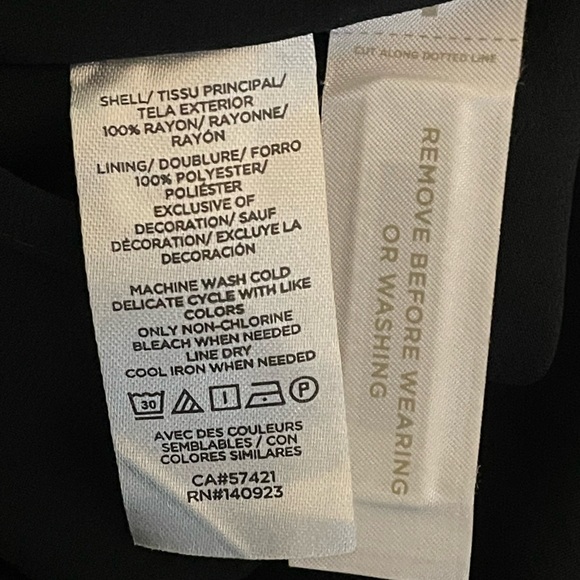 SHELL/ TISSU PRINCIPAL/
TELA EXTERIOR
100% RAYON/ RAYONNE/
RAYÓN
LINING/ DOUBLURE/ FORRO
100% POLYESTER/
POLIÉSTER
EXCLUSIVE OF
DECORATION/ SAUF
DÉCORATION/ EXCLUYE LA
DECORACIÓN
MACHINE WASH COLD
DELICATE CYCLE WITH LIKE
COLORS
ONLY NON-CHLORINE
BLEACH WHEN NEEDED
LINE DRY
COOL IRON WHEN NEEDED
30 P
AVEC DES COULEURS
SEMBLABLES / CON
COLORES SIMILARES
CA#57421
RN#140923
CUT ALONG DOTTED LINE
REMOVE BEFORE WEARING
OR WASHING